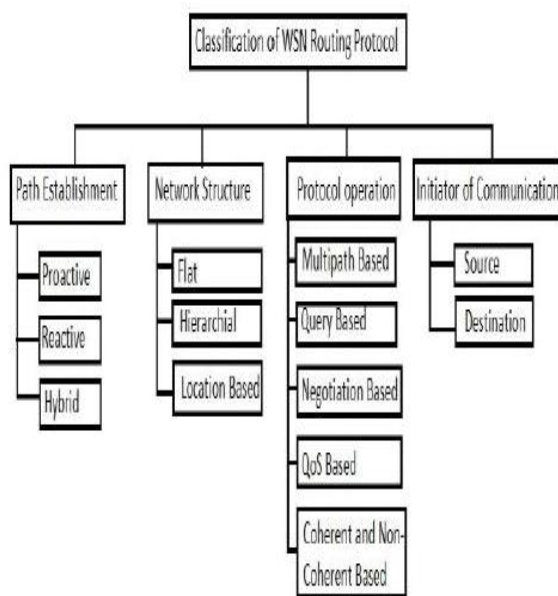 Classification of WSN Routing Protocol
Path Establishment
Proactive
Reactive
Hybrid
Network Structure
Flat
Hierarchial
Location Based
Protocol operation
Multipath Based
Query Based
Negotiation Based
QoS Based
Coherent and Non-
Coherent Based
Initiator of Communication
Source
Destination